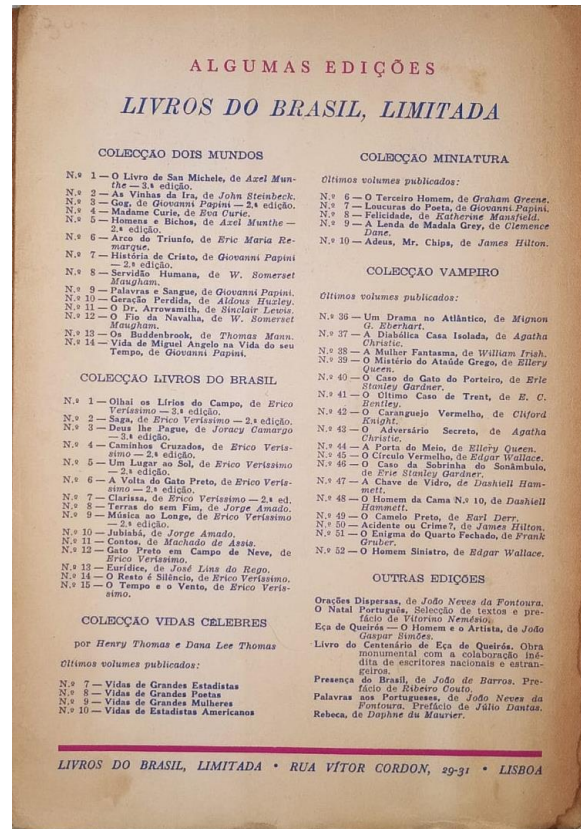 ALGUMAS EDIÇÕES
LIVROS DO BRASIL, LIMITADA
COLECÇÃO DOIS MUNDOS
N.º 1 — O Livro de San Michele, de Axel Mun-
the — 3.ª edição.
N.º 2 — As Vinhas da Ira, de John Steinbeck.
N.º 3 — Gog, de Giovanni Papini — 2.ª edição.
N.º 4 — Madame Curie, de Eva Curie.
N.º 5 — Homens e Bichos, de Axel Munthe —
2.ª edição.
N.º 6 — Arco do Triunfo, de Eric Maria Re-
marque.
N.º 7 — História de Cristo, de Giovanni Papini
— 2.ª edição.
N.º 8 — Servidão Humana, de W. Somerset
Maugham.
N.º 9 — Palavras e Sangue, de Giovanni Papini.
N.º 10 — Geração Perdida, de Aldous Huxley.
N.º 11 — O Dr. Arrowsmith, de Sinclair Lewis.
N.º 12 — O Fio da Navalha, de W. Somerset
Maugham.
N.º 13 — Os Buddenbrook, de Thomas Mann.
N.º 14 — Vida de Miguel Angelo na Vida do seu
Tempo, de Giovanni Papini.
COLECÇÃO LIVROS DO BRASIL
N.º 1 — Olhai os Lírios do Campo, de Erico
Veríssimo — 3.ª edição.
N.º 2 — Saga, de Erico Veríssimo — 2.ª edição.
N.º 3 — Deus lhe Pague, de Joracy Camargo
— 3.ª edição.
N.º 4 — Caminhos Cruzados, de Erico Verís-
simo — 2.ª edição.
N.º 5 — Um Lugar ao Sol, de Erico Veríssimo
— 2.ª edição.
N.º 6 — A Volta do Gato Preto, de Erico Verís-
simo — 2.ª edição.
N.º 7 — Clarissa, de Erico Veríssimo — 2.ª ed.
N.º 8 — Terras do sem Fim, de Jorge Amado.
N.º 9 — Música ao Longe, de Erico Veríssimo
— 2.ª edição.
N.º 10 — Jubiabá, de Jorge Amado.
N.º 11 — Contos, de Machado de Assis.
N.º 12 — Gato Preto em Campo de Neve, de
Erico Veríssimo.
N.º 13 — Eurídice, de José Lins do Rego.
N.º 14 — O Resto é Silêncio, de Erico Veríssimo.
N.º 15 — O Tempo e o Vento, de Erico Verís-
simo.
COLECÇÃO VIDAS CÉLEBRES
por Henry Thomas e Dana Lee Thomas
Últimos volumes publicados:
N.º 7 — Vidas de Grandes Estadistas
N.º 8 — Vidas de Grandes Poetas
N.º 9 — Vidas de Grandes Mulheres
N.º 10 — Vidas de Estadistas Americanos
COLECÇÃO MINIATURA
Últimos volumes publicados:
N.º 6 — O Terceiro Homem, de Graham Greene.
N.º 7 — Loucuras do Poeta, de Giovanni Papini.
N.º 8 — Felicidade, de Katherine Mansfield.
N.º 9 — A Lenda de Madala Grey, de Clemence
Dane.
N.º 10 — Adeus, Mr. Chips, de James Hilton.
COLECÇÃO VAMPIRO
Últimos volumes publicados:
N.º 36 — Um Drama no Atlântico, de Mignon
G. Eberhart.
N.º 37 — A Diabólica Casa Isolada, de Agatha
Christie.
N.º 38 — A Mulher Fantasma, de William Irish.
N.º 39 — O Mistério do Ataúde Grego, de Ellery
Queen.
N.º 40 — O Caso do Gato do Porteiro, de Erle
Stanley Gardner.
N.º 41 — O Último Caso de Trent, de E. C.
Bentley.
N.º 42 — O Caranguejo Vermelho, de Cliford
Knight.
N.º 43 — O Adversário Secreto, de Agatha
Christie.
N.º 44 — A Porta do Meio, de Ellery Queen.
N.º 45 — O Círculo Vermelho, de Edgar Wallace.
N.º 46 — O Caso da Sobrinha do Sonâmbulo,
de Erie Stanley Gardner.
N.º 47 — A Chave de Vidro, de Dashiell Ham-
mett.
N.º 48 — O Homem da Cama N.º 10, de Dashiell
Hammett.
N.º 49 — O Camelo Preto, de Earl Derr.
N.º 50 — Acidente ou Crime?, de James Hilton.
N.º 51 — O Enigma do Quarto Fechado, de Frank
Gruber.
N.º 52 — O Homem Sinistro, de Edgar Wallace.
OUTRAS EDIÇÕES
Orações Dispersas, de João Neves da Fontoura.
O Natal Português, Selecção de textos e pre-
fácio de Vitorino Nemésio.
Eça de Queirós — O Homem e o Artista, de João
Gaspar Simões.
Livro do Centenário de Eça de Queirós. Obra
monumental com a colaboração iné-
dita de escritores nacionais e estran-
geiros.
Presença do Brasil, de João de Barros. Pre-
fácio de Ribeiro Couto.
Palavras aos Portugueses, de João Neves da
Fontoura. Prefácio de Júlio Dantas.
Rebeca, de Daphne du Maurier.
LIVROS DO BRASIL, LIMITADA • RUA VÍTOR CORDON, 29-31 • LISBOA